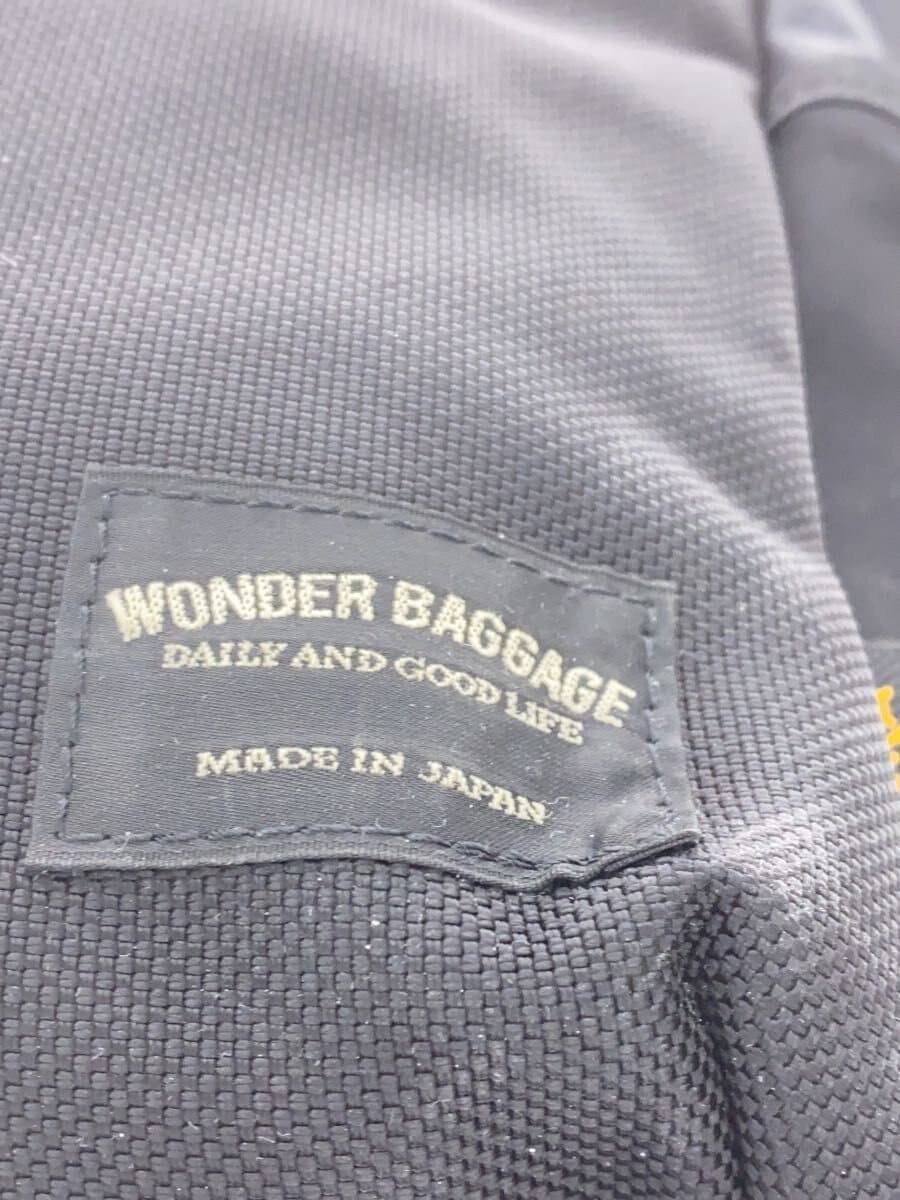 WONDER BAGGAGE
DAILY AND GOOD LIFE
MADE IN JAPAN